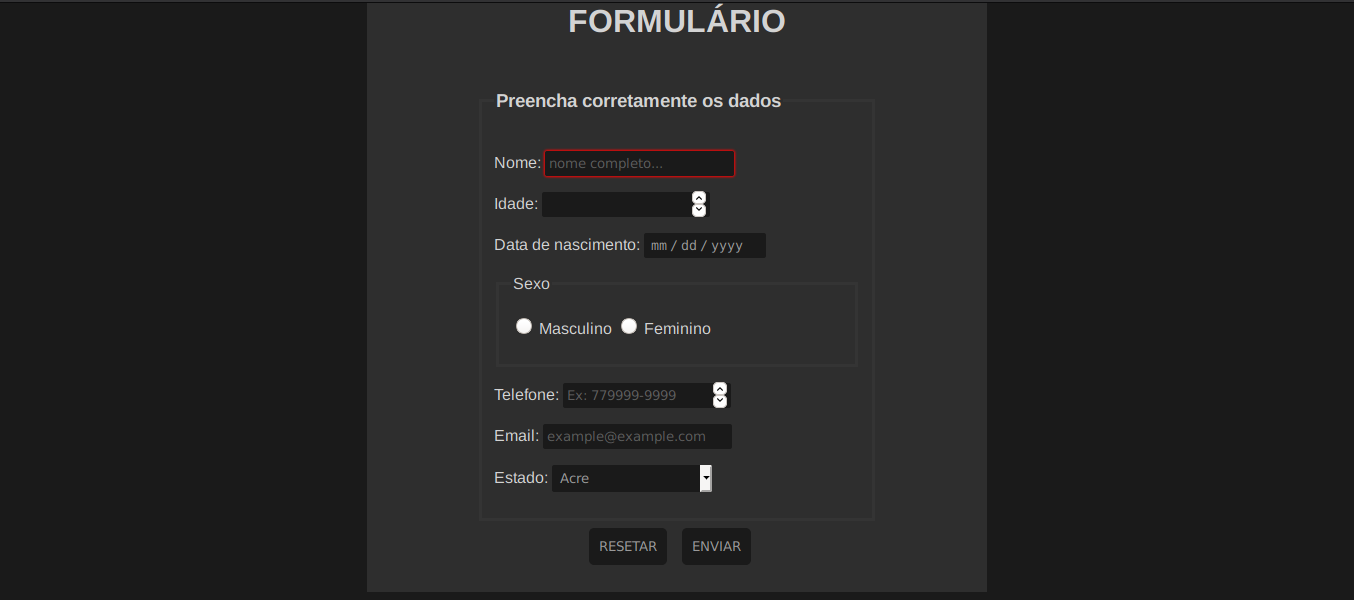 FORMULÁRIO
Preencha corretamente os dados
Nome: nome completo...
Idade:
Data de nascimento: mm / dd / yyyy
Sexo
Masculino Feminino
Telefone: Ex: 779999-9999
Email: example@example.com
Estado: Acre
RESETAR ENVIAR